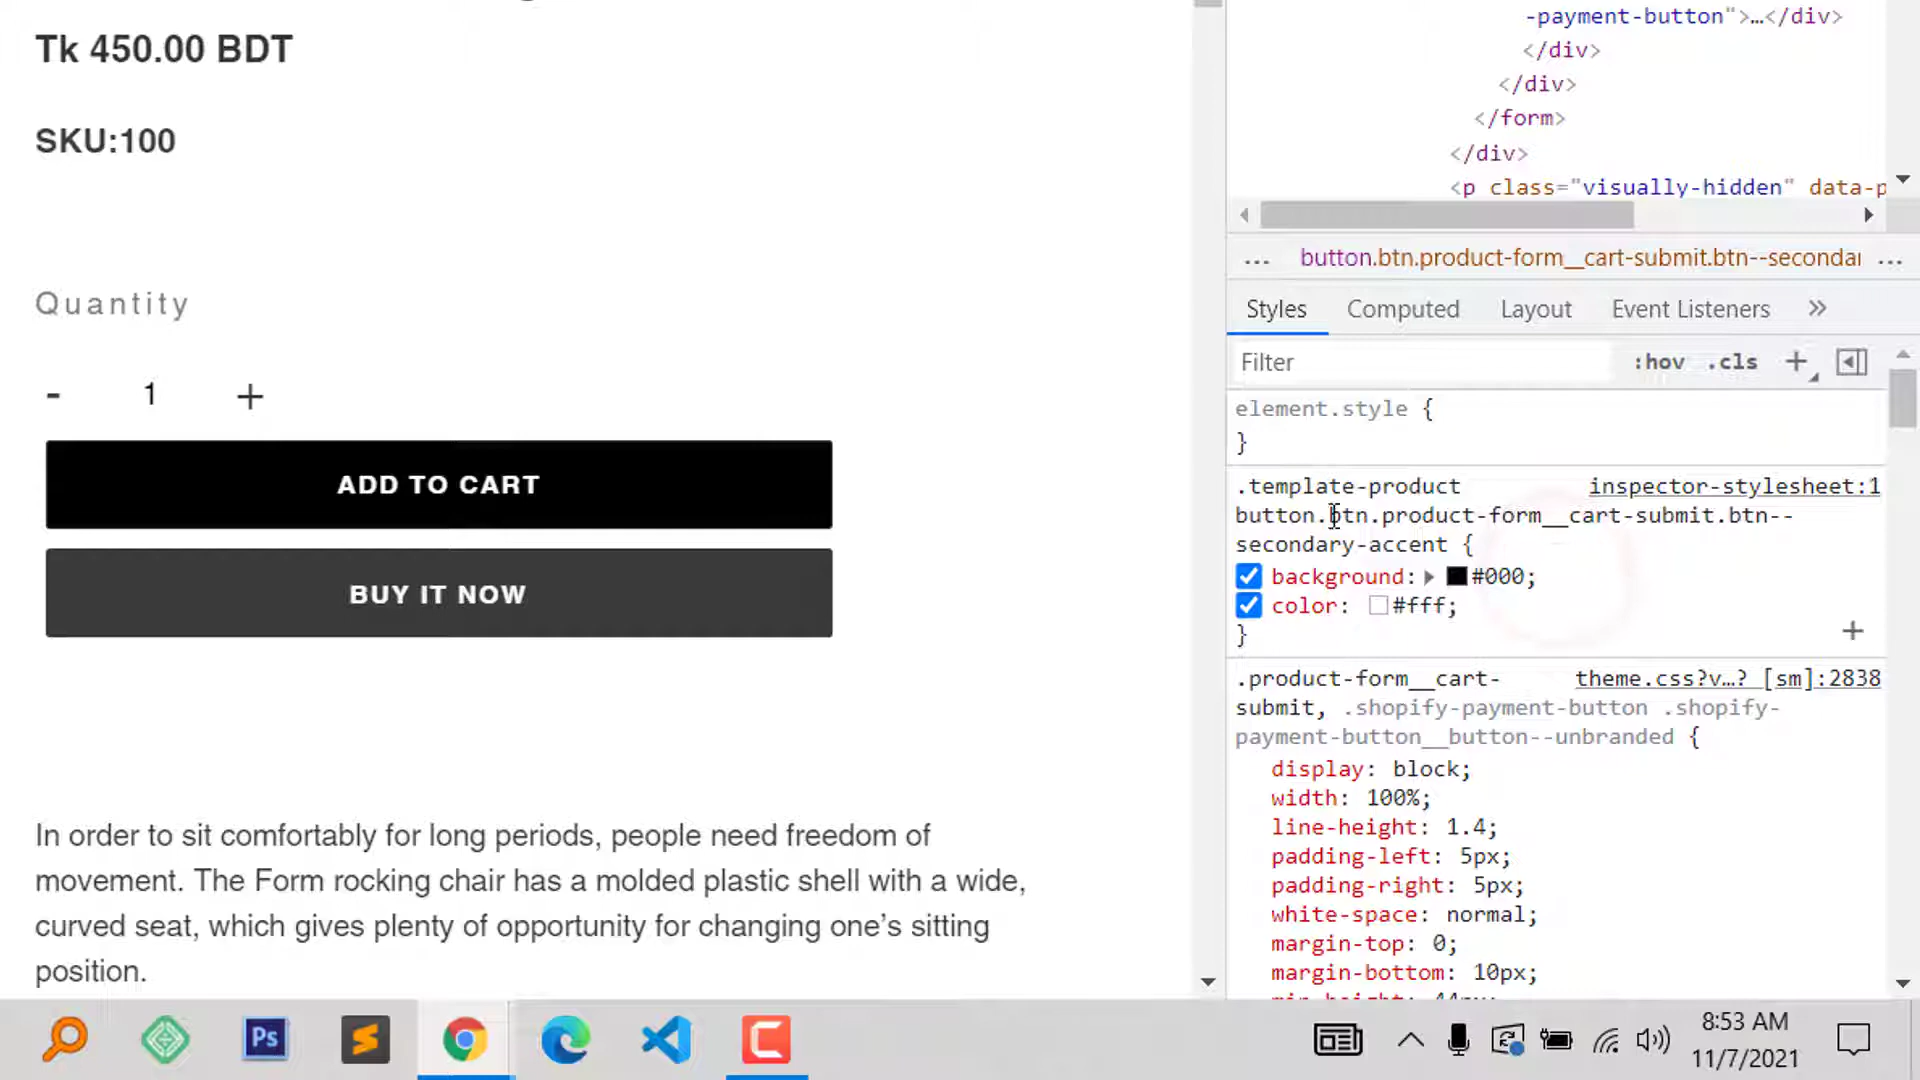 Tk 450.00 BDT
SKU:100
Quantity
- 1 +
ADD TO CART
BUY IT NOW
In order to sit comfortably for long periods, people need freedom of
movement. The Form rocking chair has a molded plastic shell with a wide,
curved seat, which gives plenty of opportunity for changing one’s sitting
position.
-payment-button">…</div>
</div>
</div>
</form>
</div>
<p class="visually-hidden" data-p
... button.btn.product-form__cart-submit.btn--secondar ...
Styles Computed Layout Event Listeners »
Filter :hov .cls +
element.style {
}
.template-product inspector-stylesheet:1
button.btn.product-form__cart-submit.btn--
secondary-accent {
background: #000;
color: #fff;
}
.product-form__cart- theme.css?v…? [sm]:2838
submit, .shopify-payment-button .shopify-
payment-button__button--unbranded {
display: block;
width: 100%;
line-height: 1.4;
padding-left: 5px;
padding-right: 5px;
white-space: normal;
margin-top: 0;
margin-bottom: 10px;
min-height: 44px;
Ps
8:53 AM
11/7/2021